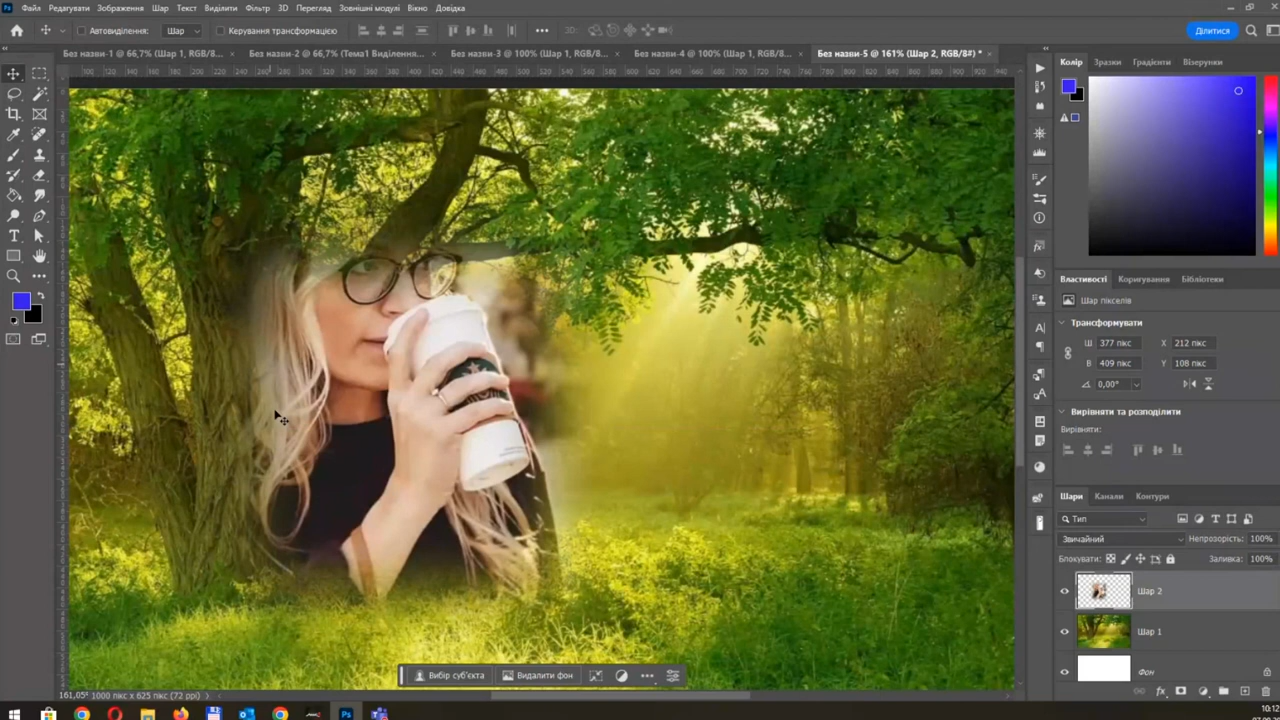 Файл Редагувати Зображення Шар Текст Виділити Фільтр 3D Перегляд Зовнішні модулі Вікно Довідка
Автовиділення: Шар Керування трансформацією 3D: Ділитися
Без назви-1 @ 66,7% (Шар 1, RGB/8... × Без назви-2 @ 66,7% (Тема1 Виділення... × Без назви-3 @ 100% (Шар 1, RGB/8... × Без назви-4 @ 100% (Шар 1, RGB/8... × Без назви-5 @ 161% (Шар 2, RGB/8#) * ×
Колір Зразки Градієнти Візерунки
Властивості Коригування Бібліотеки
Шар пікселів
Трансформувати
Ш 377 пкс X 212 пкс
В 409 пкс Y 108 пкс
0,00°
Вирівняти та розподілити
Вирівняти:
Шари Канали Контури
Тип
Звичайний Непрозорість: 100%
Блокувати: Заливка: 100%
Шар 2
Шар 1
Фон
Вибір суб'єкта Видалити фон
161,05% 1000 пкс x 625 пкс (72 ppi)
10:12